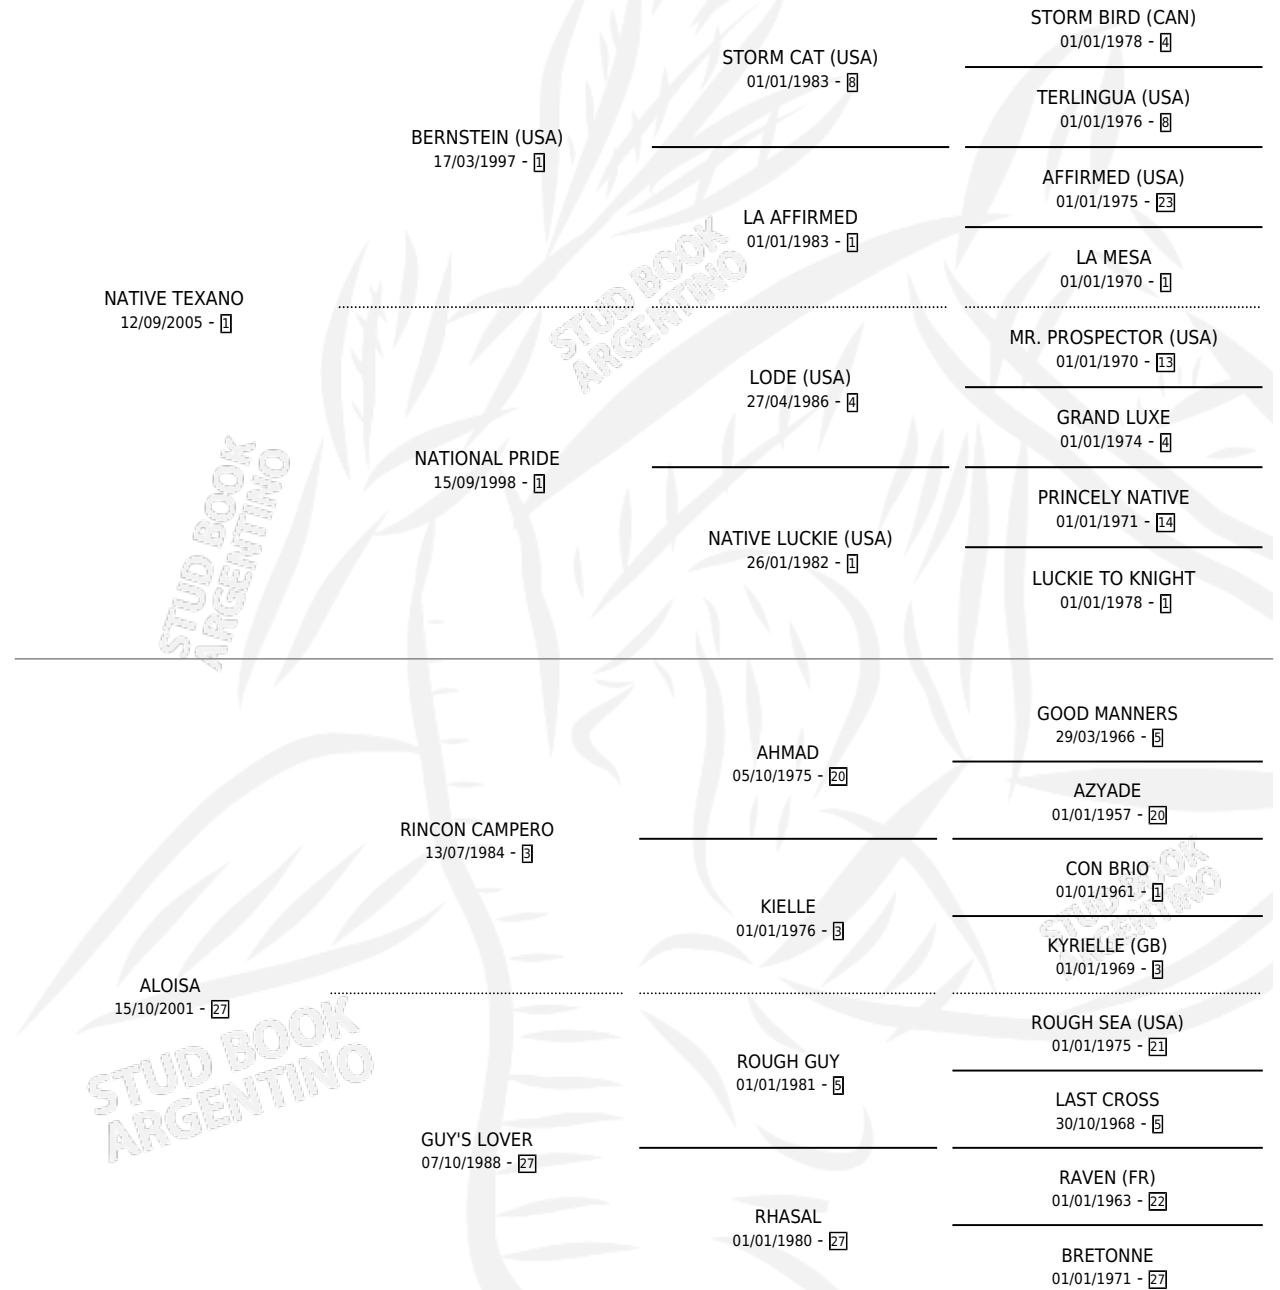 STORM BIRD (CAN)
01/01/1978 - 4
STORM CAT (USA)
01/01/1983 - 8
TERLINGUA (USA)
01/01/1976 - 8
BERNSTEIN (USA)
17/03/1997 - 1
AFFIRMED (USA)
01/01/1975 - 23
LA AFFIRMED
01/01/1983 - 1
LA MESA
01/01/1970 - 1
NATIVE TEXANO
12/09/2005 - 1
MR. PROSPECTOR (USA)
01/01/1970 - 13
LODE (USA)
27/04/1986 - 4
GRAND LUXE
01/01/1974 - 4
NATIONAL PRIDE
15/09/1998 - 1
PRINCELY NATIVE
01/01/1971 - 14
NATIVE LUCKIE (USA)
26/01/1982 - 1
LUCKIE TO KNIGHT
01/01/1978 - 1
GOOD MANNERS
29/03/1966 - 5
AHMAD
05/10/1975 - 20
AZYADE
01/01/1957 - 20
RINCON CAMPERO
13/07/1984 - 3
CON BRIO
01/01/1961 - 1
KIELLE
01/01/1976 - 3
KYRIELLE (GB)
01/01/1969 - 3
ALOISA
15/10/2001 - 27
ROUGH SEA (USA)
01/01/1975 - 21
ROUGH GUY
01/01/1981 - 5
LAST CROSS
30/10/1968 - 5
GUY'S LOVER
07/10/1988 - 27
RAVEN (FR)
01/01/1963 - 22
RHASAL
01/01/1980 - 27
BRETONNE
01/01/1971 - 27
STUD BOOK
ARGENTINO
STUD BOOK
ARGENTINO
STUD BOOK
ARGENTINO
STUD BOOK
ARGENTINO